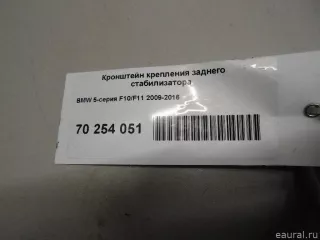 Кронштейн крепления заднего
стабилизатора
BMW 5-серия F10/F11 2009-2016
70 254 051
eaural.ru